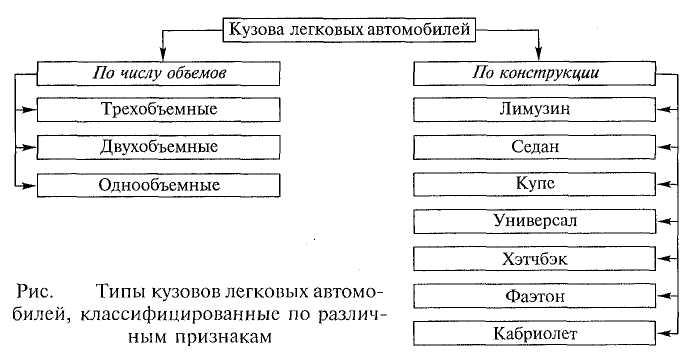 Кузова легковых автомобилей
По числу объемов
Трехобъемные
Двухобъемные
Однообъемные
По конструкции
Лимузин
Седан
Купе
Универсал
Хэтчбэк
Фаэтон
Кабриолет
Рис. Типы кузовов легковых автомо-
билей, классифицированные по различ-
ным признакам